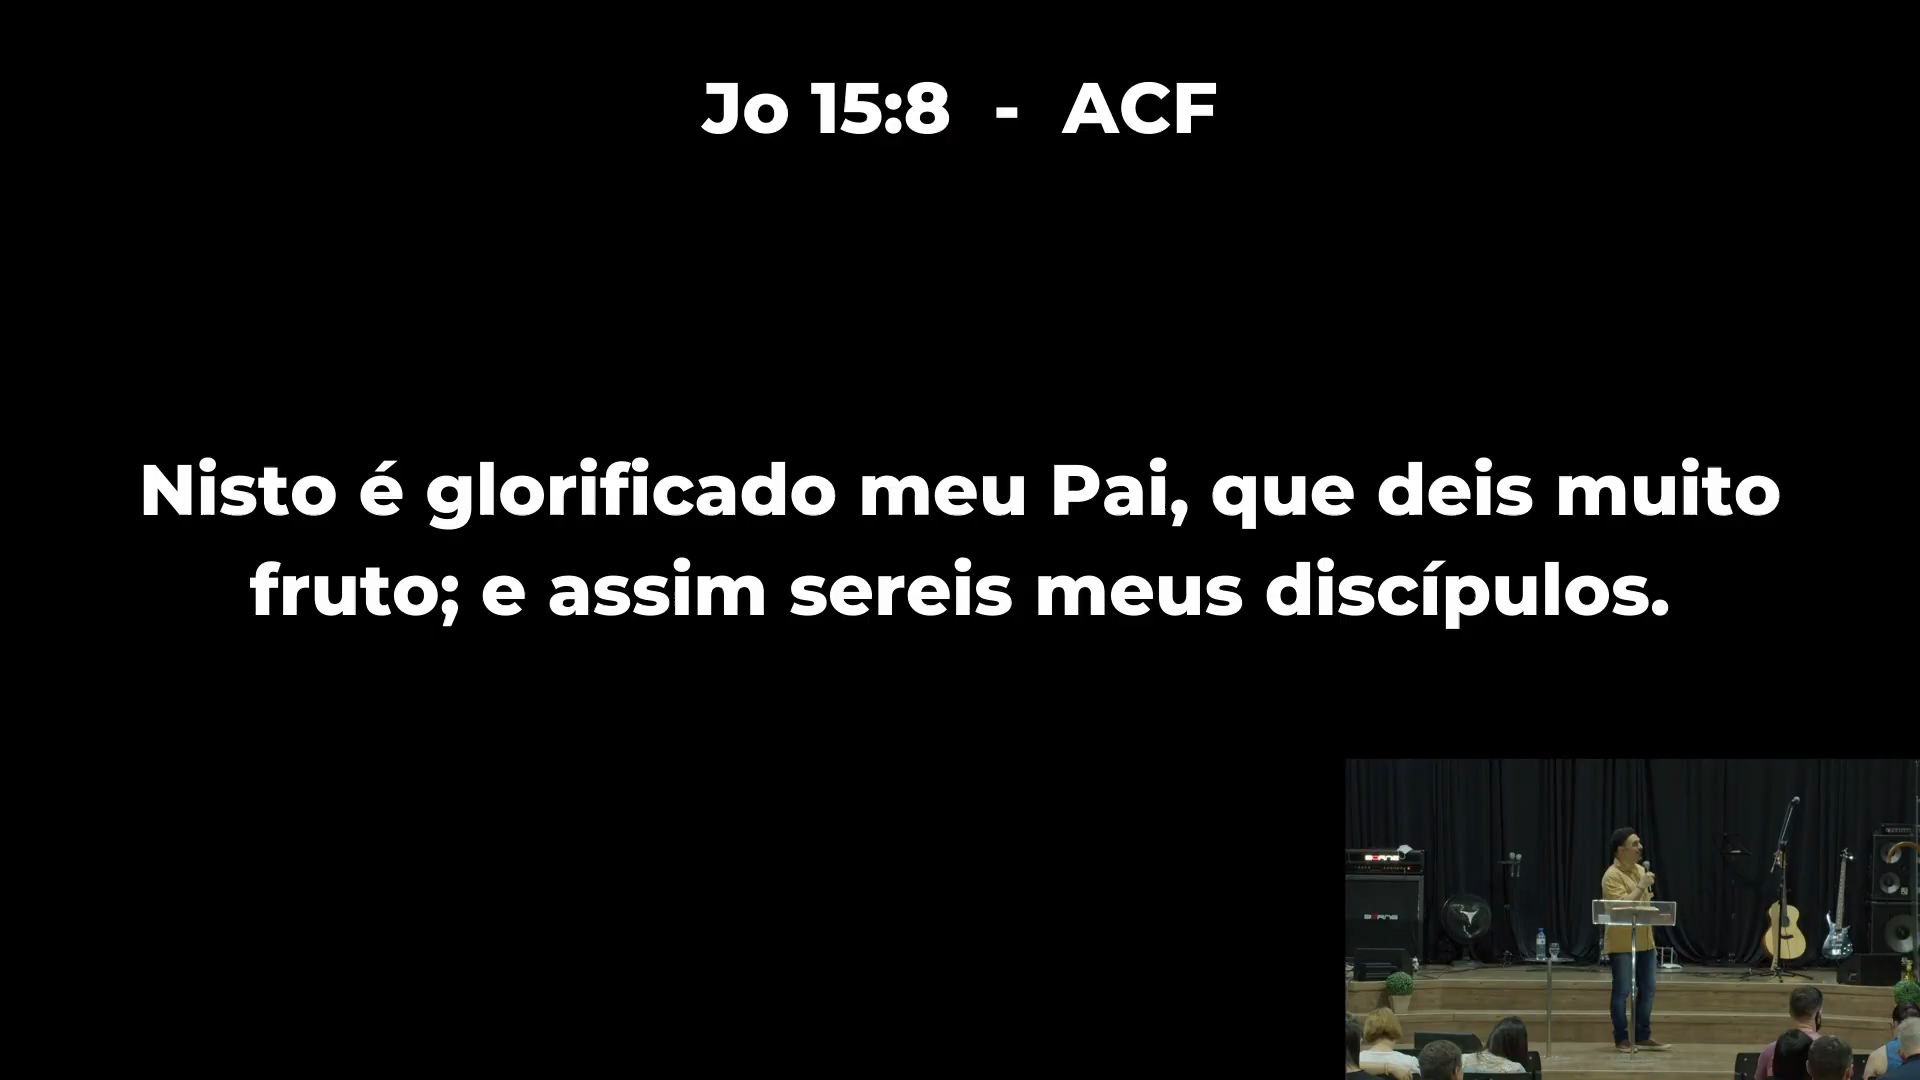 Jo 15:8 - ACF
Nisto é glorificado meu Pai, que deis muito
fruto; e assim sereis meus discípulos.